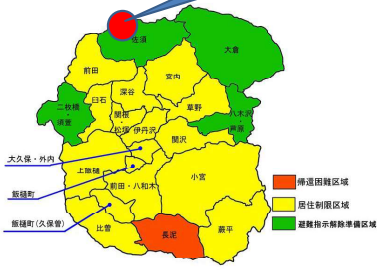 佐須
大倉
前田
宮内
臼石
深谷
二枚橋・
須萱
草野
八木沢
・
芦原
関根
・
松塚
伊丹沢
関沢
大久保・外内
上飯樋
小宮
飯樋町
前田・八和木
飯樋町(久保曽)
比曽
長泥
蕨平
帰還困難区域
居住制限区域
避難指示解除準備区域